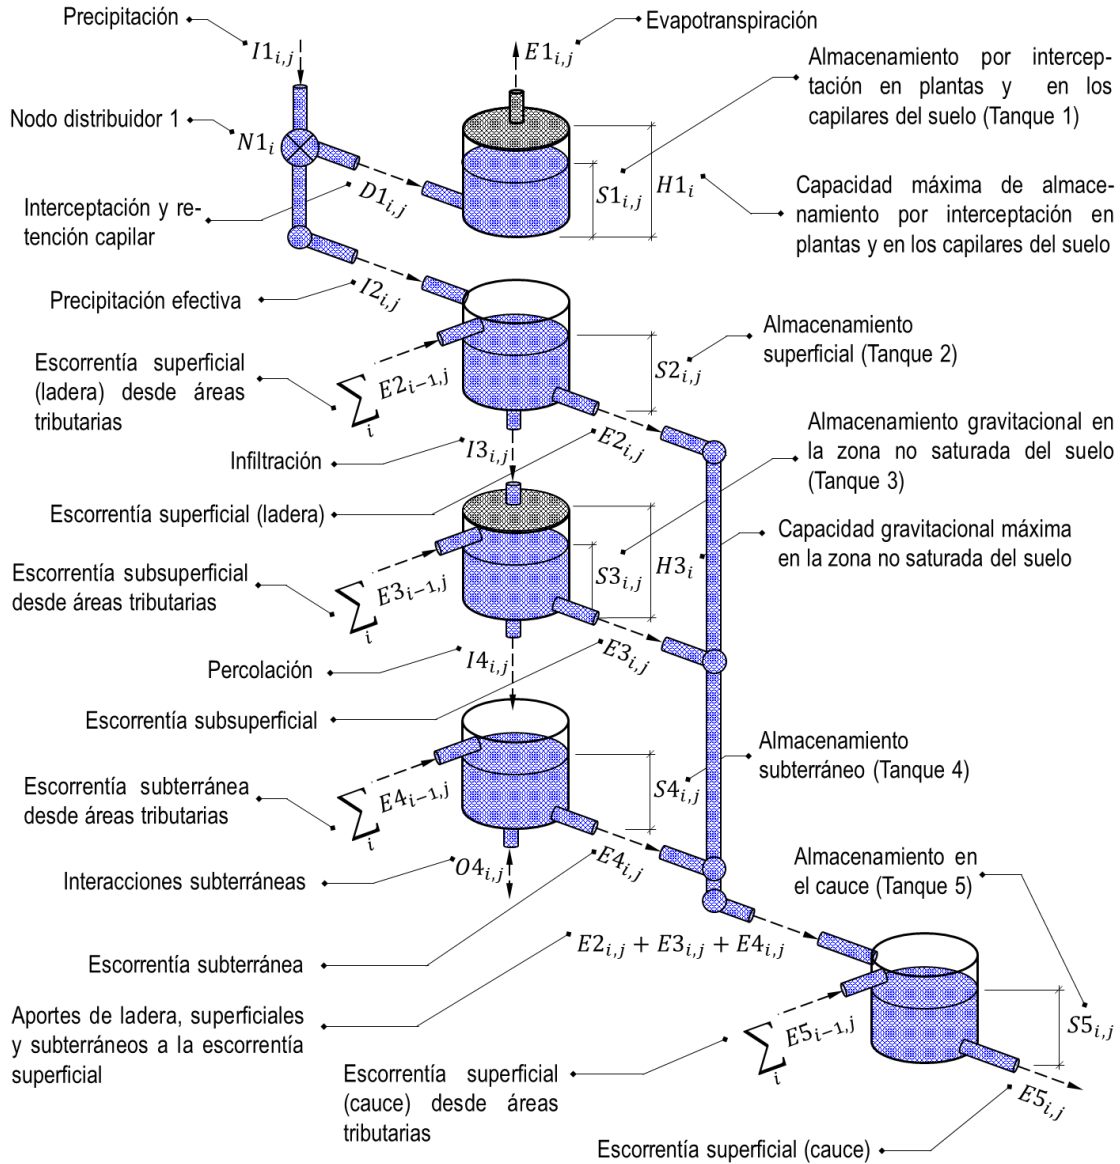 Precipitación
I1i,j
Evapotranspiración
E1i,j
Almacenamiento por intercep-
tación en plantas y en los
capilares del suelo (Tanque 1)
Nodo distribuidor 1
N1i
D1i,j
S1i,j
H1i
Interceptación y re-
tención capilar
Capacidad máxima de almace-
namiento por interceptación en
plantas y en los capilares del suelo
Precipitación efectiva
I2i,j
Almacenamiento
superficial (Tanque 2)
S2i,j
Escorrentía superficial
(ladera) desde áreas
tributarias
∑i E2i−1,j
Infiltración
I3i,j
E2i,j
Almacenamiento gravitacional en
la zona no saturada del suelo
(Tanque 3)
Escorrentía superficial (ladera)
Capacidad gravitacional máxima
en la zona no saturada del suelo
S3i,j
H3i
Escorrentía subsuperficial
desde áreas tributarias
∑i E3i−1,j
Percolación
I4i,j
E3i,j
Escorrentía subsuperficial
Almacenamiento
subterráneo (Tanque 4)
S4i,j
Escorrentía subterránea
desde áreas tributarias
∑i E4i−1,j
Interacciones subterráneas
O4i,j
E4i,j
Almacenamiento en
el cauce (Tanque 5)
Escorrentía subterránea
E2i,j + E3i,j + E4i,j
Aportes de ladera, superficiales
y subterráneos a la escorrentía
superficial
S5i,j
∑i E5i−1,j
Escorrentía superficial
(cauce) desde áreas
tributarias
E5i,j
Escorrentía superficial (cauce)